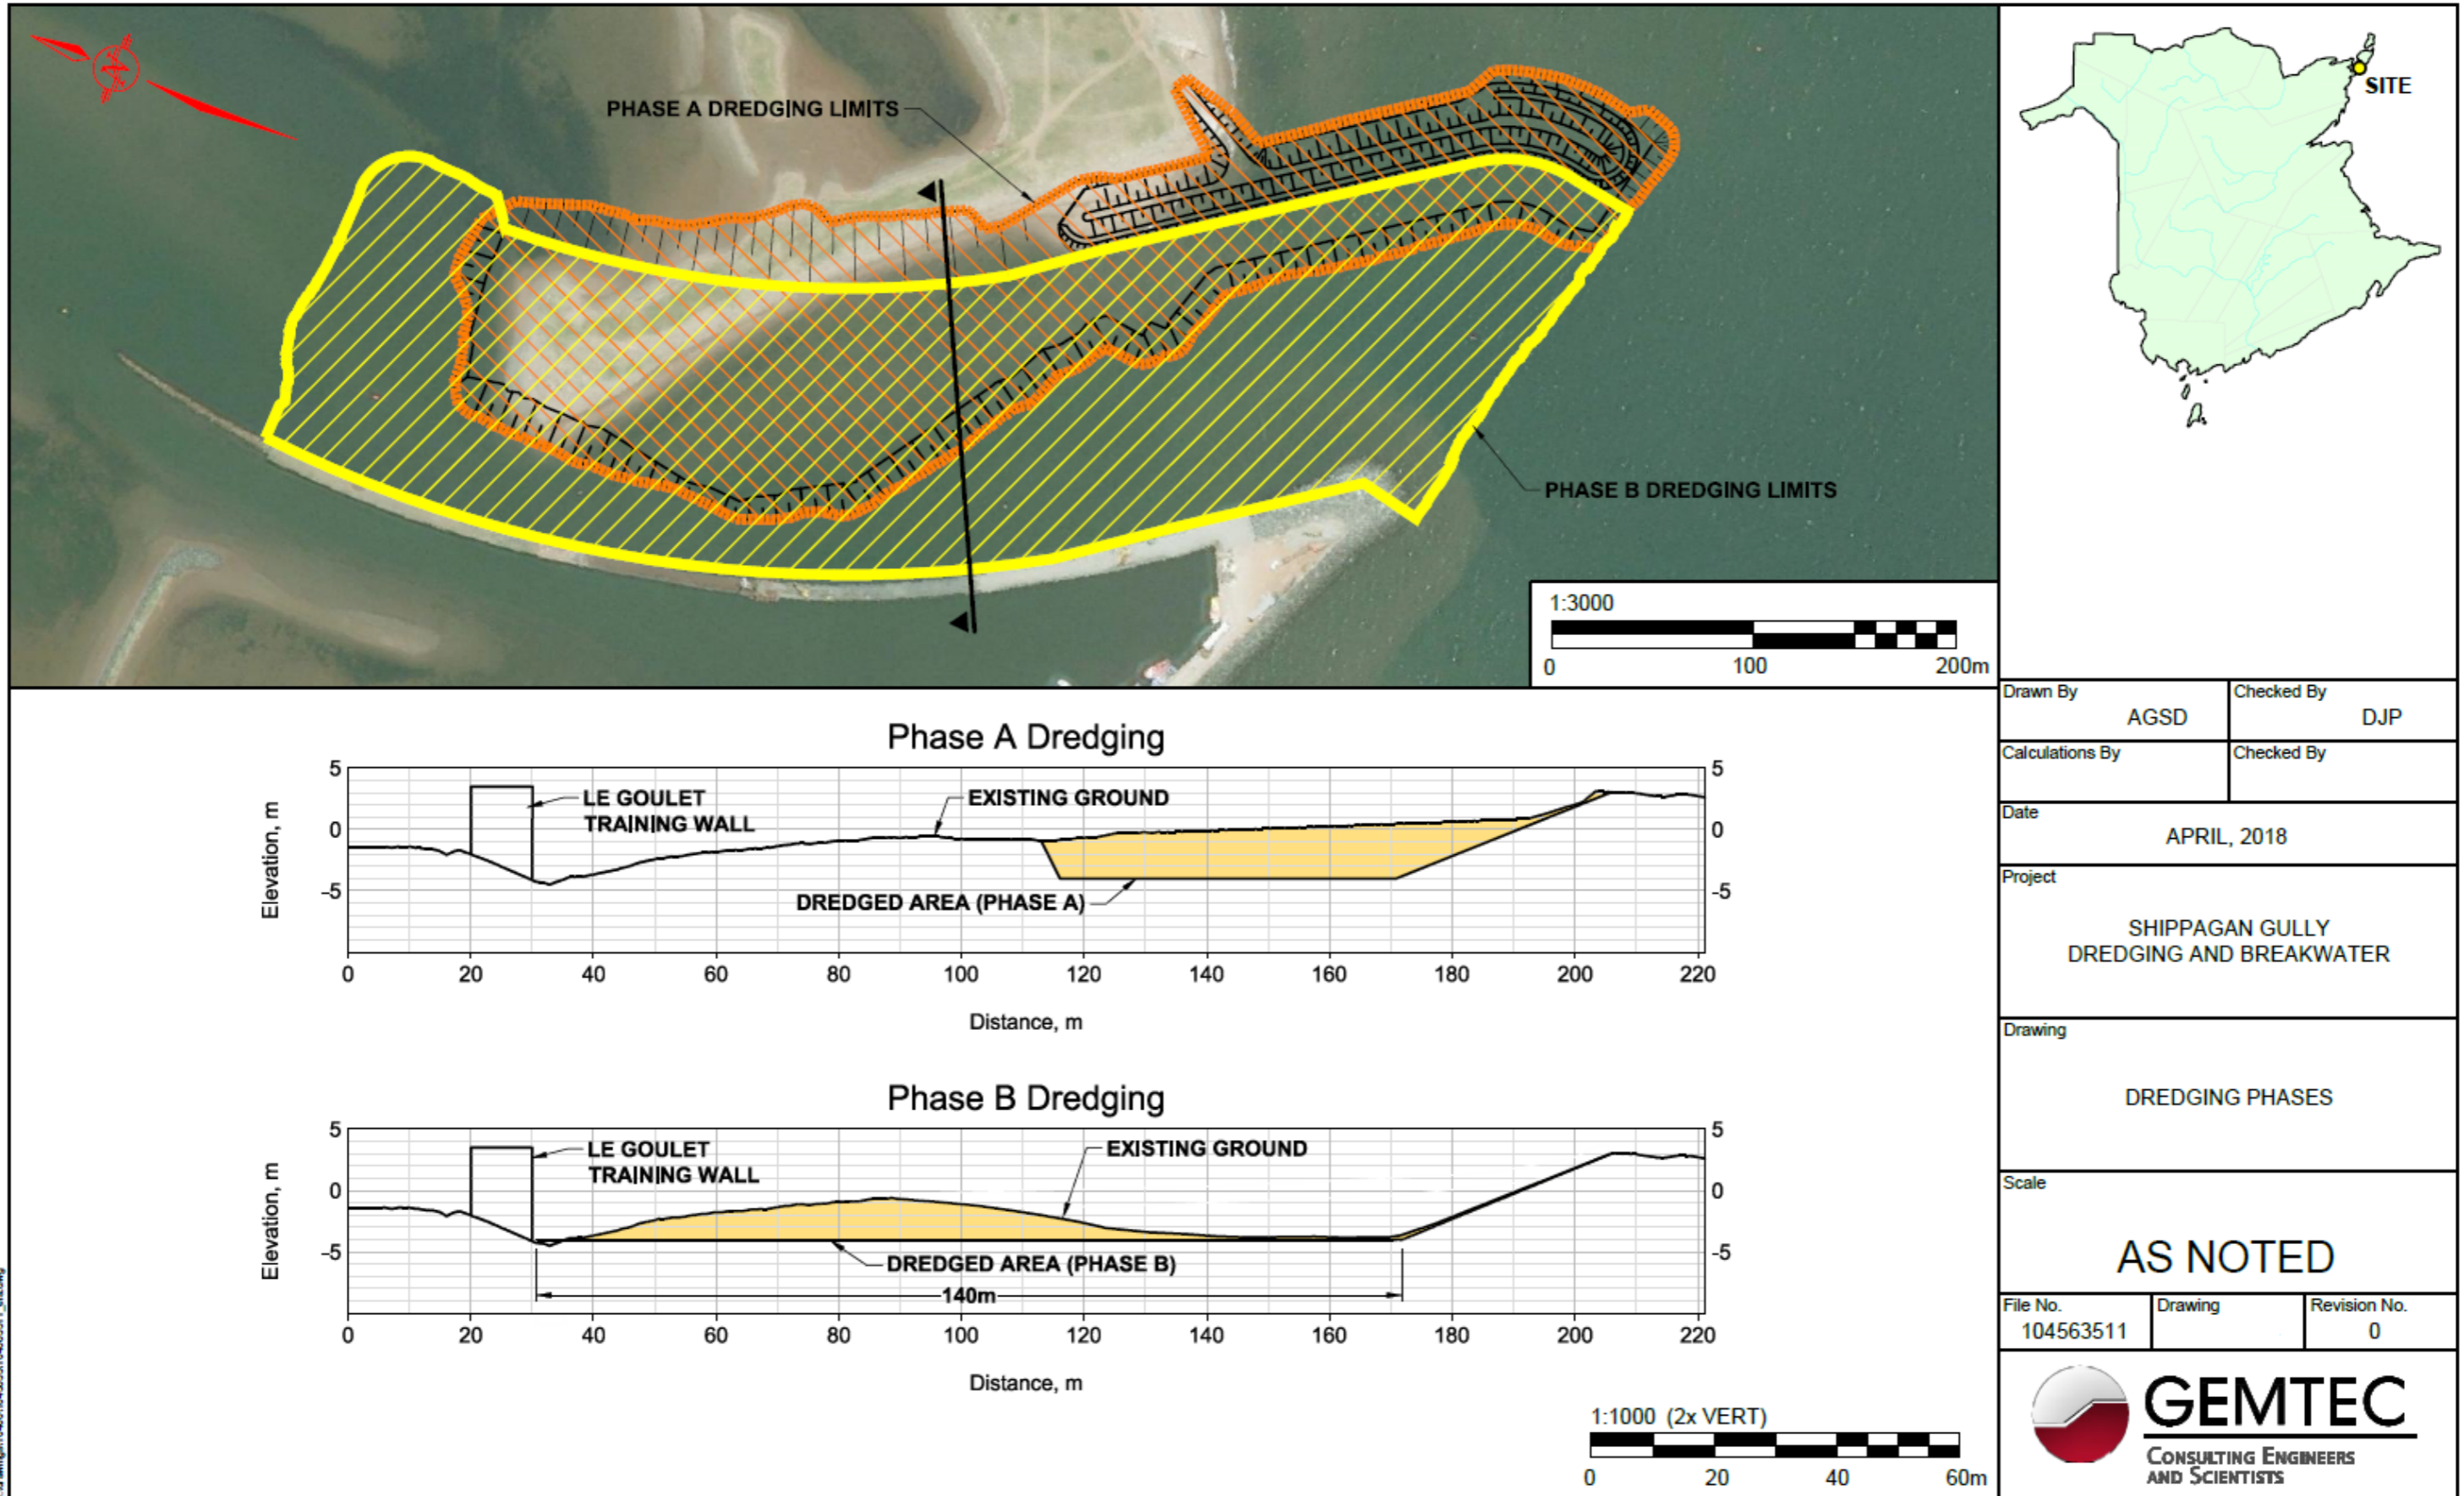 PHASE A DREDGING LIMITS
PHASE B DREDGING LIMITS
1:3000
0 100 200m
SITE
Phase A Dredging
Elevation, m
5
0
-5
LE GOULET
TRAINING WALL
EXISTING GROUND
DREDGED AREA (PHASE A)
5
0
-5
0 20 40 60 80 100 120 140 160 180 200 220
Distance, m
Phase B Dredging
Elevation, m
5
0
-5
LE GOULET
TRAINING WALL
EXISTING GROUND
DREDGED AREA (PHASE B)
140m
5
0
-5
0 20 40 60 80 100 120 140 160 180 200 220
Distance, m
1:1000 (2x VERT)
0 20 40 60m
Drawn By
AGSD
Checked By
DJP
Calculations By
Checked By
Date
APRIL, 2018
Project
SHIPPAGAN GULLY
DREDGING AND BREAKWATER
Drawing
DREDGING PHASES
Scale
AS NOTED
File No.
104563511
Drawing
Revision No.
0
GEMTEC
CONSULTING ENGINEERS
AND SCIENTISTS